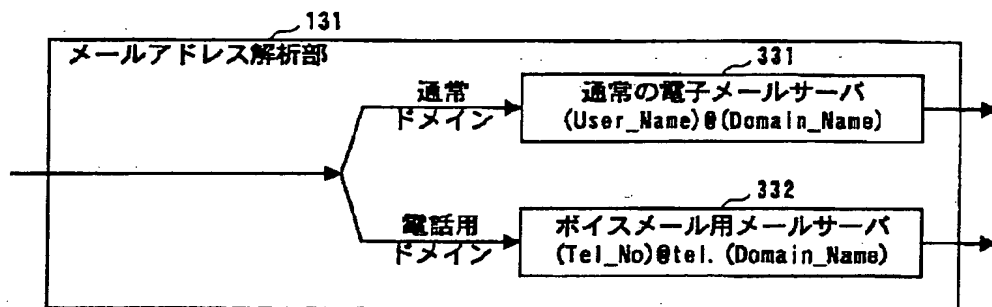 131
メールアドレス解析部
331
通常
ドメイン
通常の電子メールサーバ
(User_Name)@(Domain_Name)
332
電話用
ドメイン
ボイスメール用メールサーバ
(Tel_No)@tel.(Domain_Name)